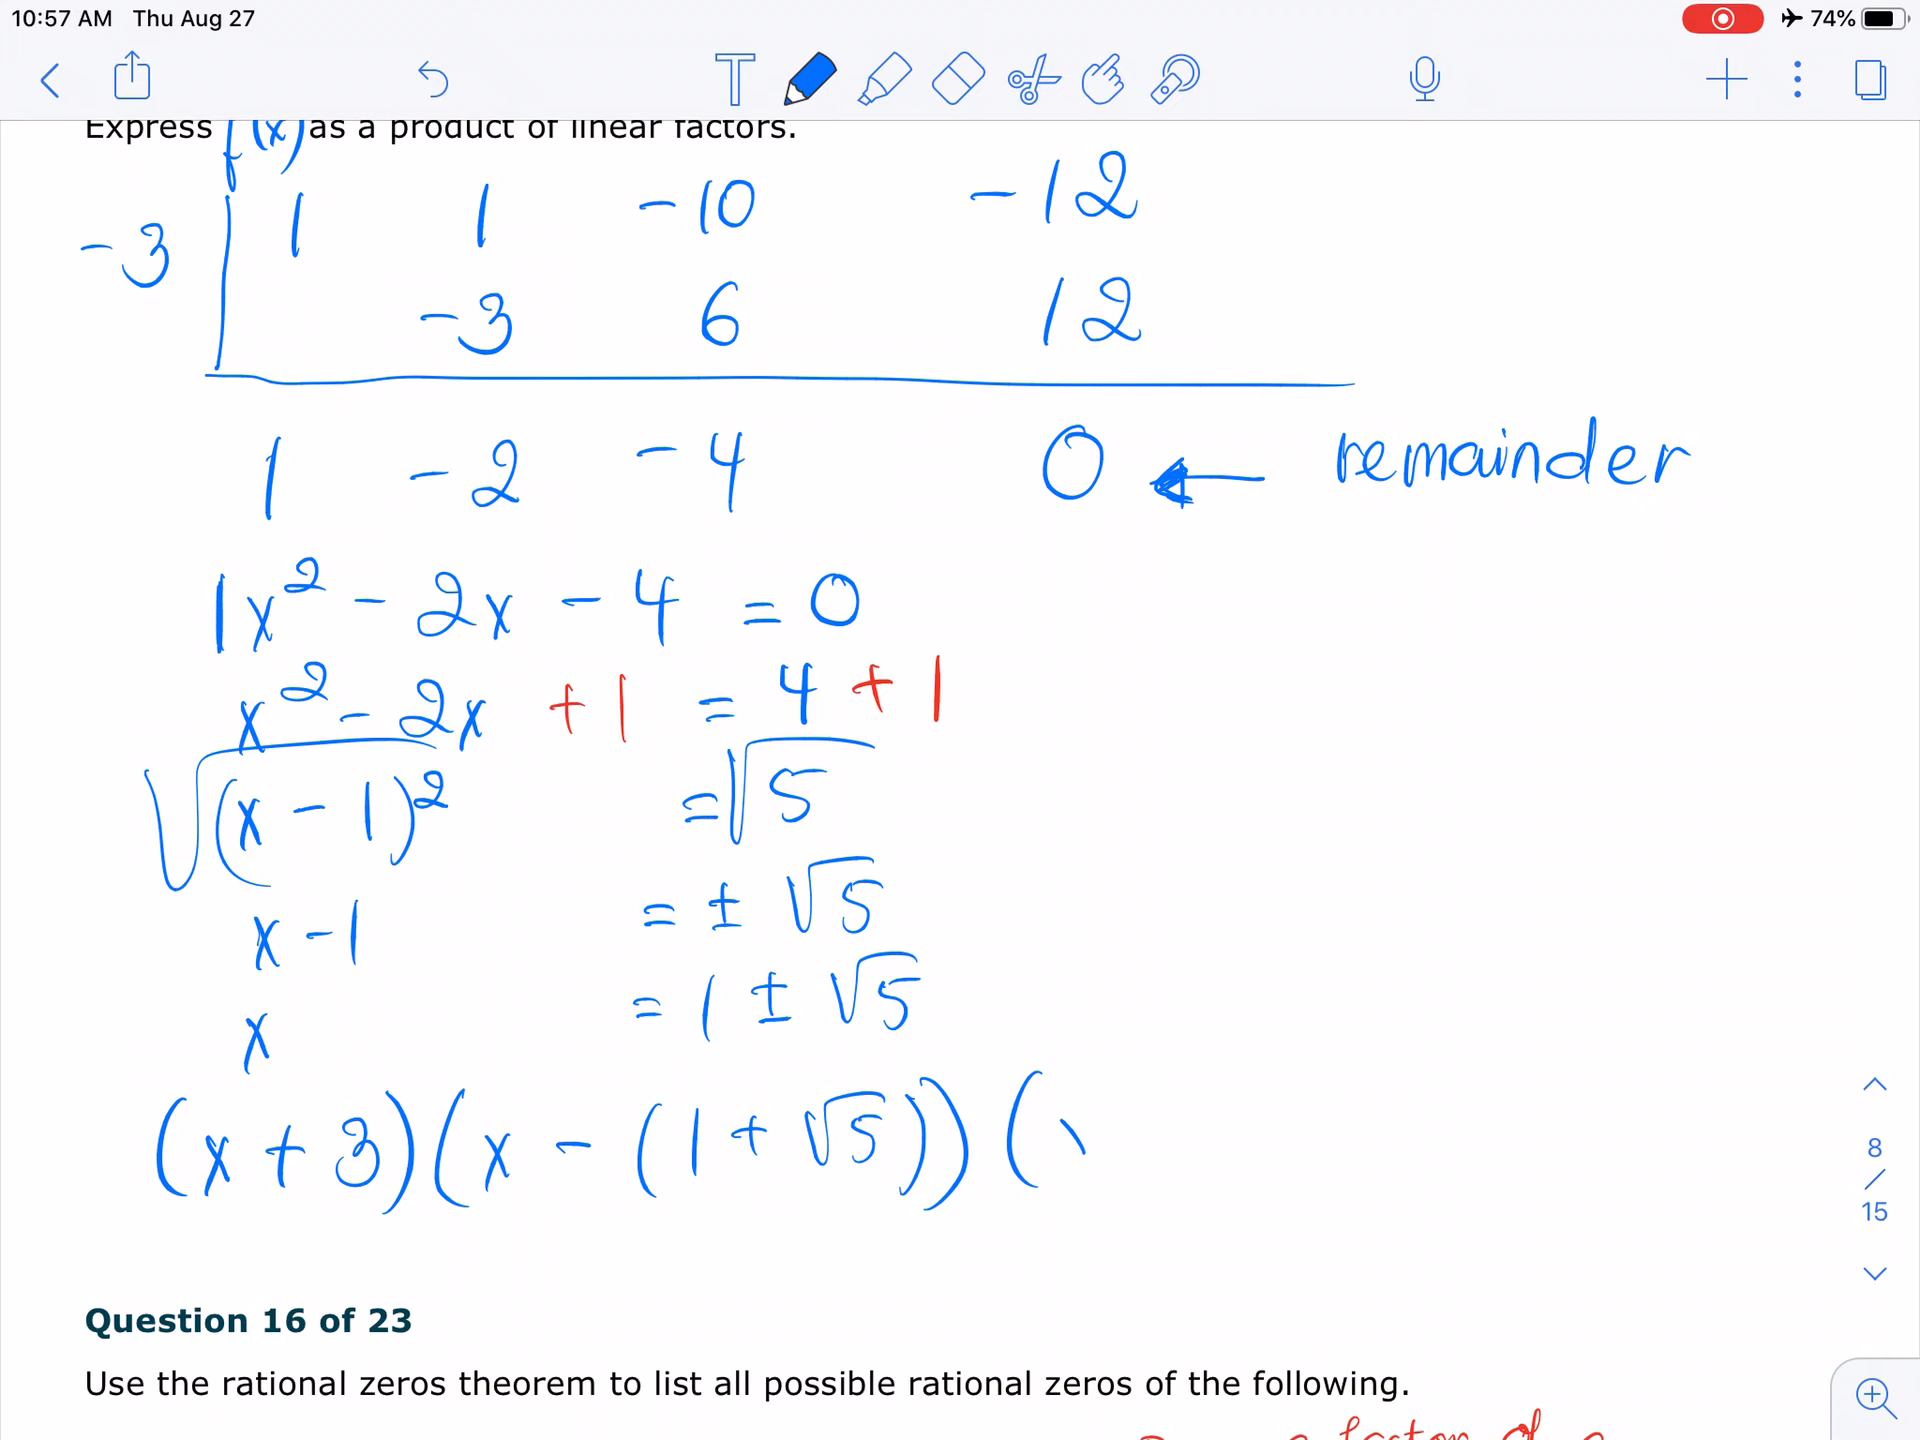 10:57 AM Thu Aug 27 74%
Express f(x) as a product of linear factors.
-3 | 1 1 -10 -12
-3 6 12
1 -2 -4 0 ← remainder
1x² - 2x - 4 = 0
x² - 2x + 1 = 4 + 1
√(x - 1)² = √5
x - 1 = ± √5
x = 1 ± √5
(x + 3)(x - (1 + √5))(
8
/
15
Question 16 of 23
Use the rational zeros theorem to list all possible rational zeros of the following.
factor of